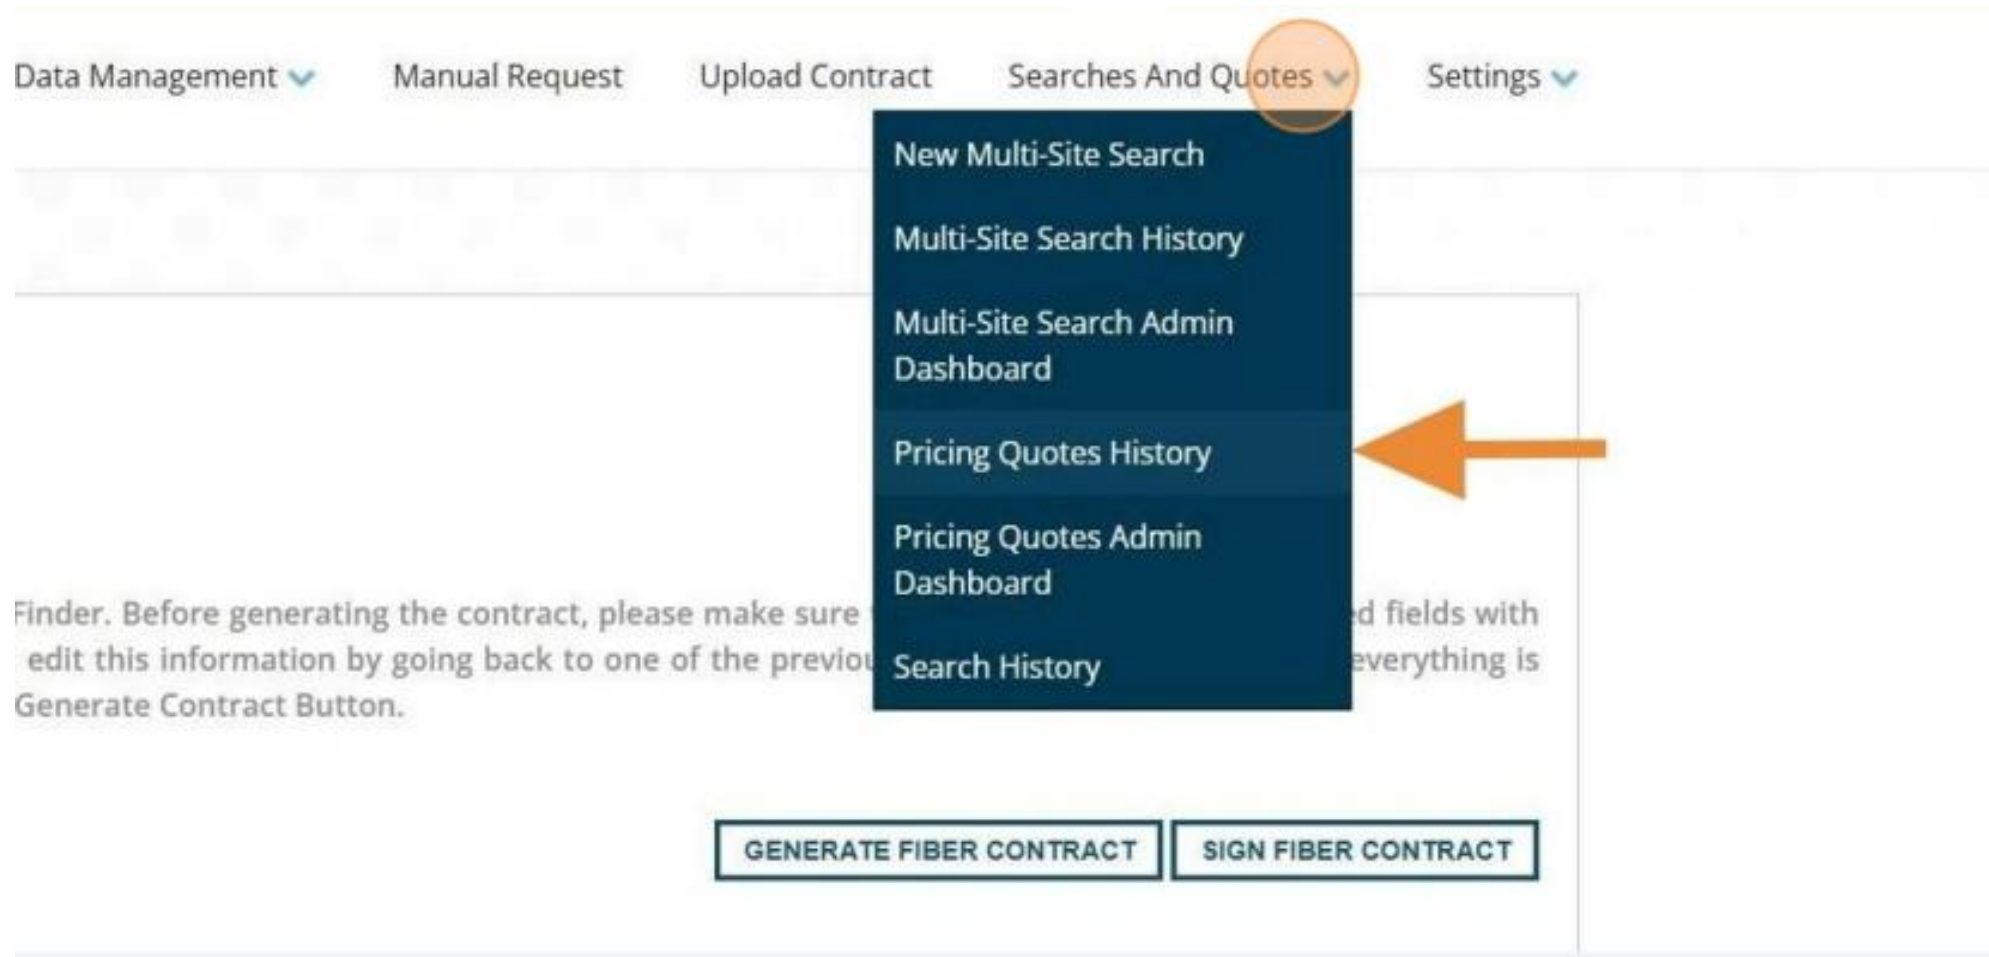 Data Management Manual Request Upload Contract Searches And Quotes Settings
New Multi-Site Search
Multi-Site Search History
Multi-Site Search Admin
Dashboard
Pricing Quotes History
Pricing Quotes Admin
Dashboard
Search History
Finder. Before generating the contract, please make sure
fields with
edit this information by going back to one of the
everything is
Generate Contract Button.
GENERATE FIBER CONTRACT SIGN FIBER CONTRACT